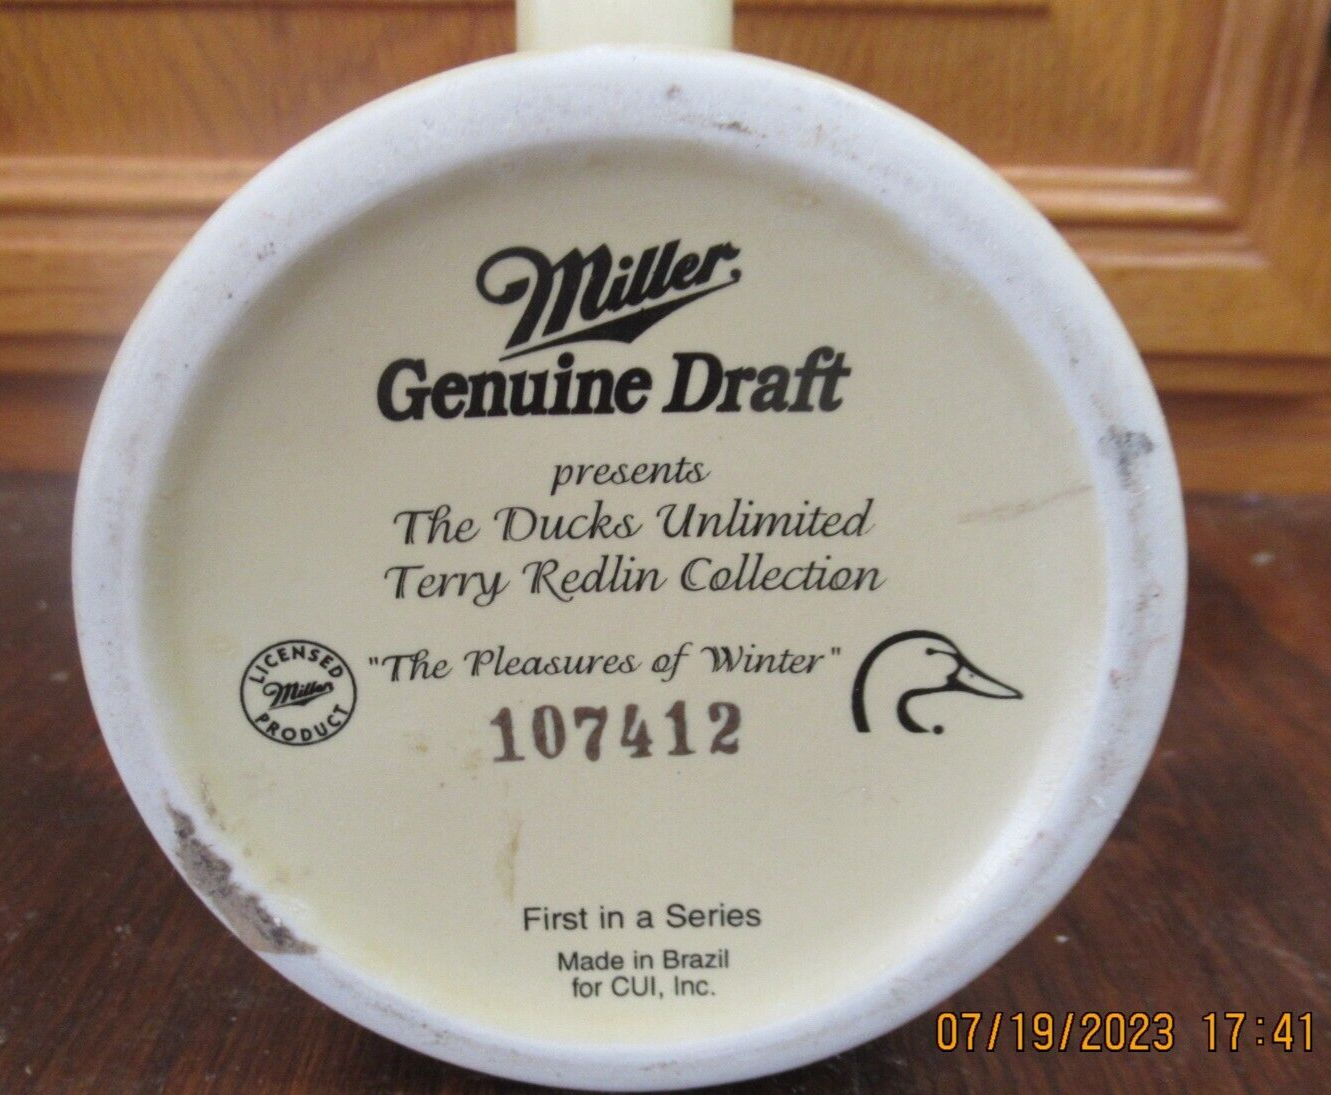 Miller
Genuine Draft
presents
The Ducks Unlimited
Terry Redlin Collection
"The Pleasures of Winter"
LICENSED
Miller
PRODUCT
107412
First in a Series
Made in Brazil
for CUI, Inc.
07/19/2023 17:41